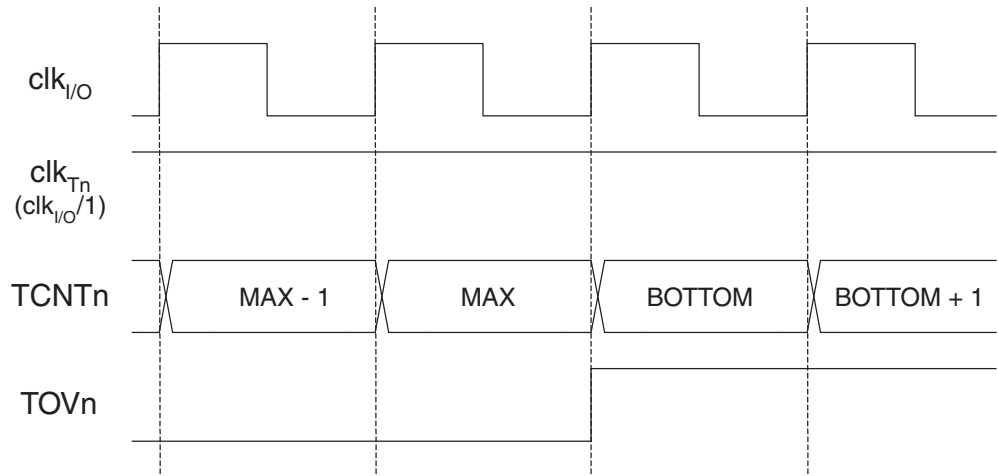 clkI/O
clkTn
(clkI/O/1)
TCNTn MAX - 1 MAX BOTTOM BOTTOM + 1
TOVn